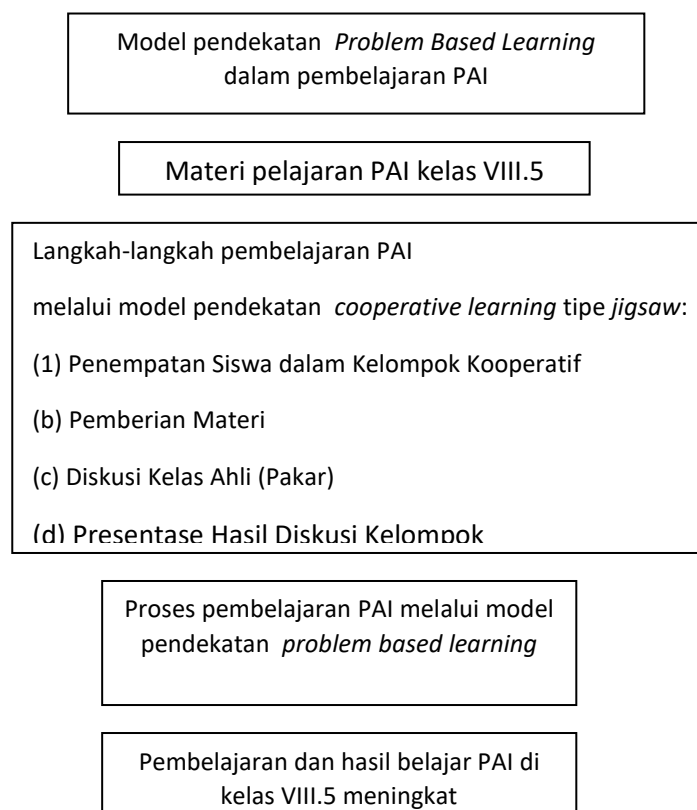 Model pendekatan Problem Based Learning
dalam pembelajaran PAI
Materi pelajaran PAI kelas VIII.5
Langkah-langkah pembelajaran PAI
melalui model pendekatan cooperative learning tipe jigsaw:
(1) Penempatan Siswa dalam Kelompok Kooperatif
(b) Pemberian Materi
(c) Diskusi Kelas Ahli (Pakar)
(d) Presentase Hasil Diskusi Kelompok
Proses pembelajaran PAI melalui model
pendekatan problem based learning
Pembelajaran dan hasil belajar PAI di
kelas VIII.5 meningkat